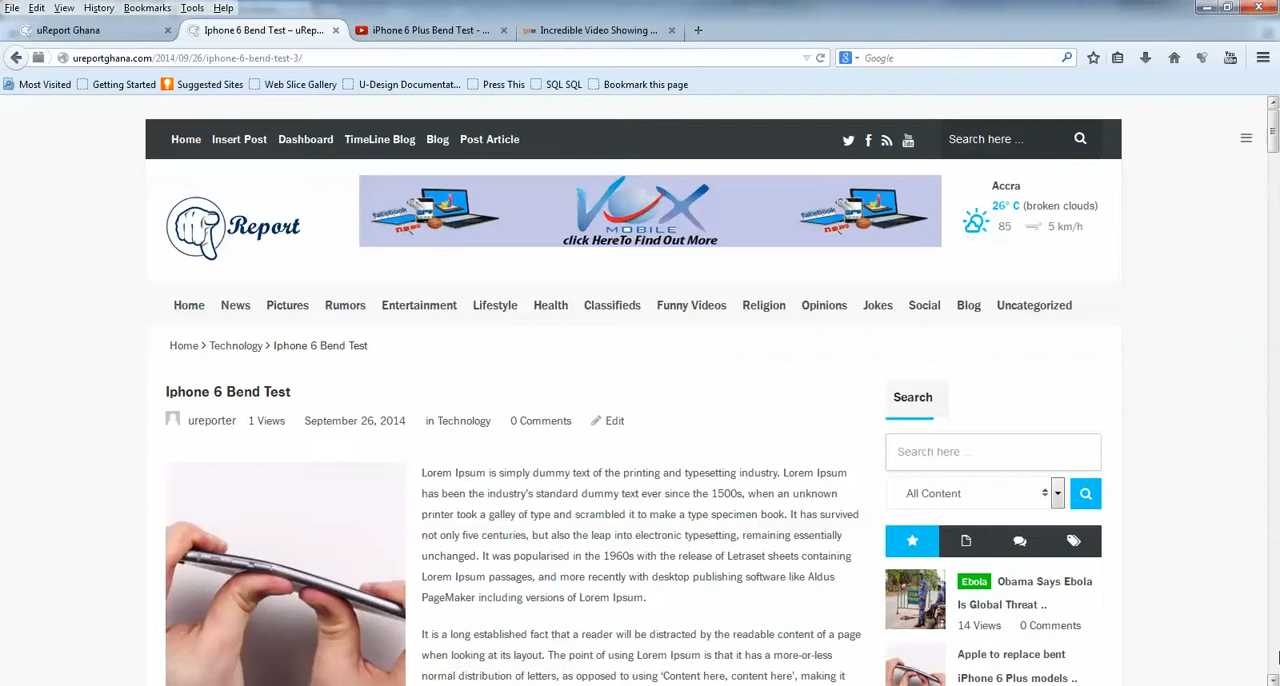 File Edit View History Bookmarks Tools Help
uReport Ghana
Iphone 6 Bend Test – uRep...
iPhone 6 Plus Bend Test - ...
Incredible Video Showing ...
ureportghana.com/2014/09/26/iphone-6-bend-test-3/
Google
Most Visited Getting Started Suggested Sites Web Slice Gallery U-Design Documentat... Press This SQL SQL Bookmark this page
Home Insert Post Dashboard TimeLine Blog Blog Post Article
Search here ...
Report
facebook
news
VOX
MOBILE
click HereTo Find Out More
facebook
news
Accra
26° C (broken clouds)
85 5 km/h
Home News Pictures Rumors Entertainment Lifestyle Health Classifieds Funny Videos Religion Opinions Jokes Social Blog Uncategorized
Home > Technology > Iphone 6 Bend Test
Iphone 6 Bend Test
ureporter 1 Views September 26, 2014 in Technology 0 Comments Edit
Lorem Ipsum is simply dummy text of the printing and typesetting industry. Lorem Ipsum
has been the industry's standard dummy text ever since the 1500s, when an unknown
printer took a galley of type and scrambled it to make a type specimen book. It has survived
not only five centuries, but also the leap into electronic typesetting, remaining essentially
unchanged. It was popularised in the 1960s with the release of Letraset sheets containing
Lorem Ipsum passages, and more recently with desktop publishing software like Aldus
PageMaker including versions of Lorem Ipsum.
It is a long established fact that a reader will be distracted by the readable content of a page
when looking at its layout. The point of using Lorem Ipsum is that it has a more-or-less
normal distribution of letters, as opposed to using 'Content here, content here', making it
Search
Search here ...
All Content
Ebola Obama Says Ebola
Is Global Threat ..
14 Views 0 Comments
Apple to replace bent
iPhone 6 Plus models ..